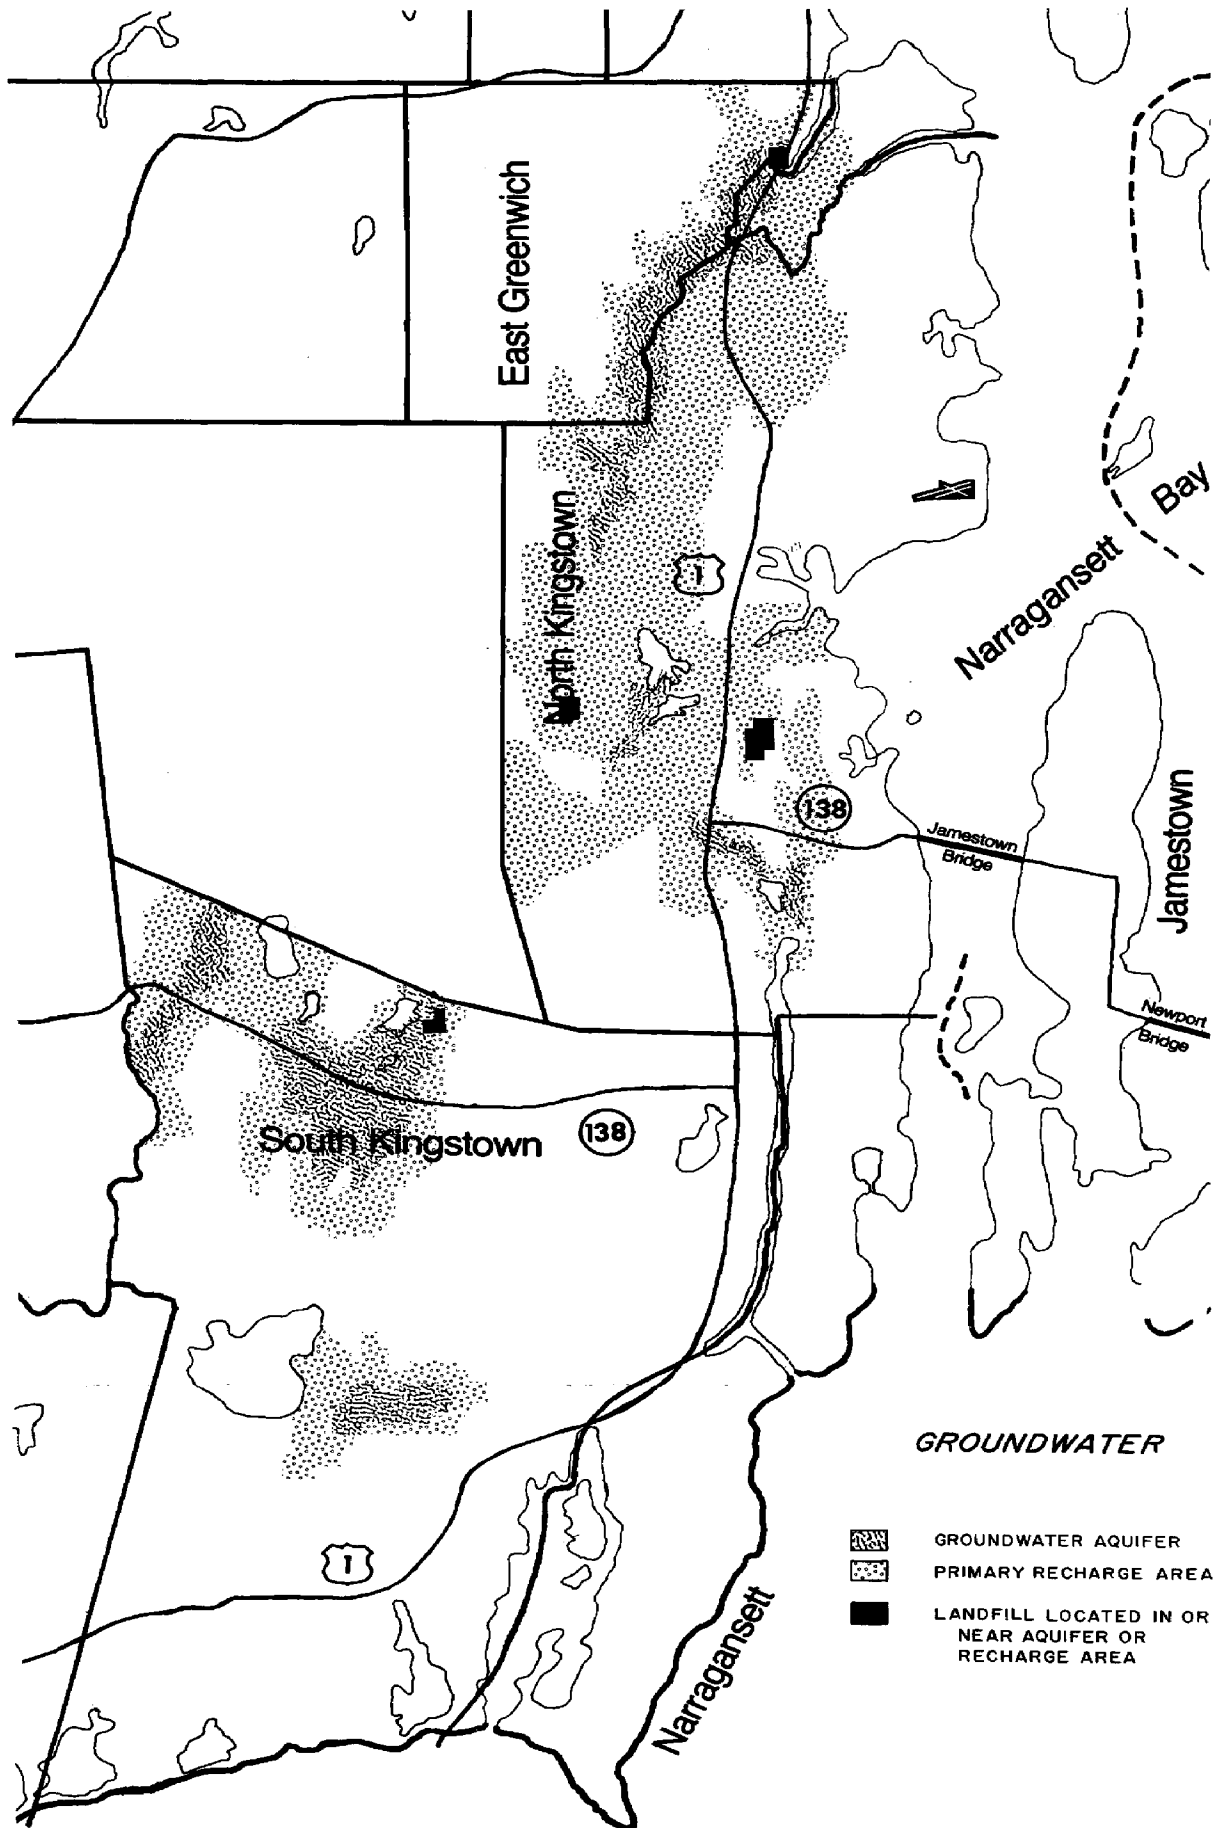 East Greenwich
Bay
Narragansett
North Kingstown
1
138
Jamestown
Bridge
Jamestown
Newport
Bridge
South Kingstown
138
GROUNDWATER
GROUNDWATER AQUIFER
PRIMARY RECHARGE AREA
1
LANDFILL LOCATED IN OR
NEAR AQUIFER OR
RECHARGE AREA
Narragansett